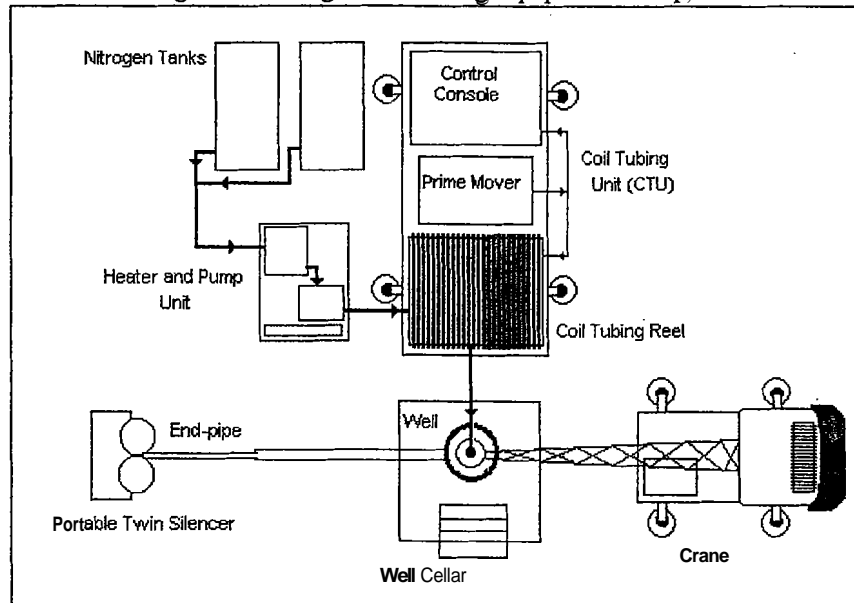 Nitrogen Tanks
Control
Console
Coil Tubing
Unit (CTU)
Prime Mover
Heater and Pump
Unit
Coil Tubing Reel
Well
End-pipe
Portable Twin Silencer
Well Cellar
Crane